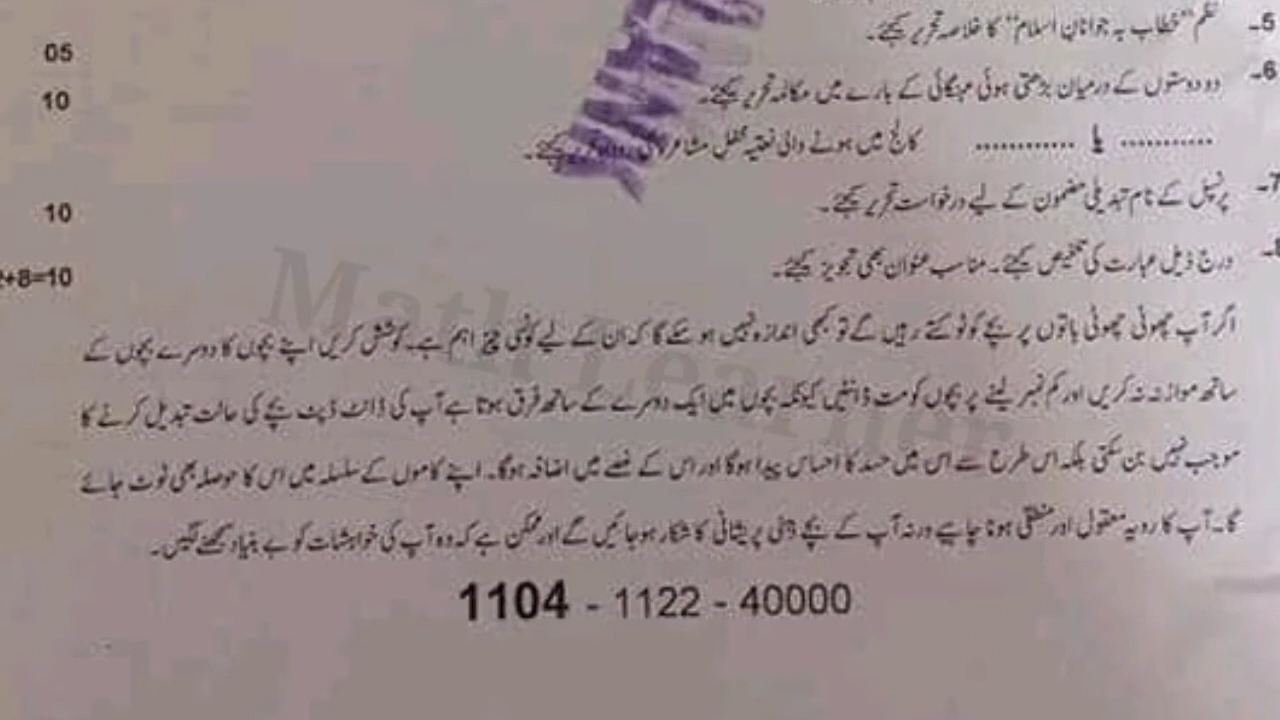 5۔ نظم "خطاب بہ جوانانِ اسلام" کا خلاصہ تحریر کیجئے۔ 05
6۔ دو دوستوں کے درمیان بڑھتی ہوئی مہنگائی کے بارے میں مکالمہ تحریر کیجئے۔ 10
........... یا ........... کالج میں ہونے والی نعتیہ محفل مشاعرہ کیجئے۔
7۔ پرنسپل کے نام تبدیلی مضمون کے لیے درخواست تحریر کیجئے۔ 10
درج ذیل عبارت کی تلخیص کیجئے۔ مناسب عنوان بھی تجویز کیجئے۔ +8=10
اگر آپ چھوٹی چھوٹی باتوں پر بچے کو ٹوکتے رہیں گے تو بھی اندازہ نہیں ہو سکے گا کہ ان کے لیے کونسی چیز اہم ہے۔ کوشش کریں اپنے بچوں کا دوسرے بچوں کے
ساتھ موازنہ نہ کریں اور کم نمبر لینے پر بچوں کو مت ڈانٹیں کیونکہ بچوں میں ایک دوسرے کے ساتھ فرق ہوتا ہے آپ کی ڈانٹ ڈپٹ بچے کی حالت تبدیل کرنے کا
موجب نہیں بن سکتی بلکہ اس طرح سے اس میں حسد کا احساس پیدا ہوگا اور اس کے غصے میں اضافہ ہوگا۔ اپنے کاموں کے سلسلہ میں اس کا حوصلہ بھی ٹوٹ جائے
گا۔ آپ کا رویہ معقول اور منطقی ہونا چاہیے ورنہ آپ کے بچے ذہنی پریشانی کا شکار ہو جائیں گے اور ممکن ہے کہ وہ آپ کی خواہشات کو بے بنیاد سمجھنے لگیں۔
1104 - 1122 - 40000
Math Learner